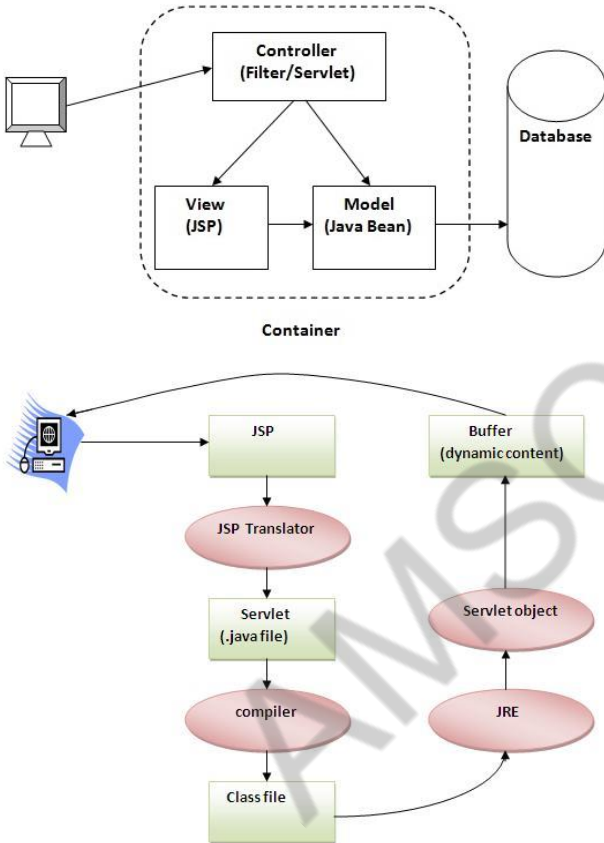 Controller
(Filter/Servlet)
Database
View
(JSP)
Model
(Java Bean)
Container
JSP
Buffer
(dynamic content)
JSP Translator
Servlet
(.java file)
Servlet object
compiler
JRE
Class file